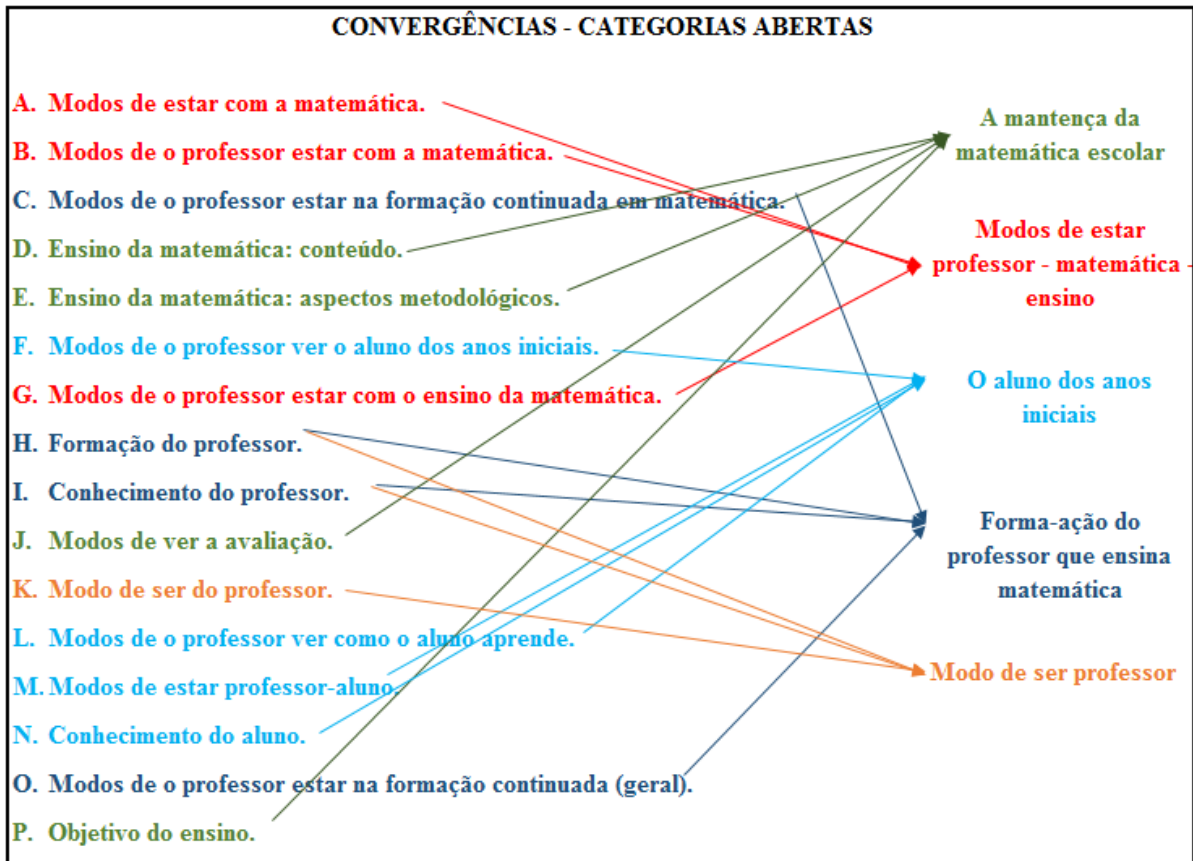 CONVERGÊNCIAS - CATEGORIAS ABERTAS
A. Modos de estar com a matemática.
B. Modos de o professor estar com a matemática.
C. Modos de o professor estar na formação continuada em matemática.
D. Ensino da matemática: conteúdo.
E. Ensino da matemática: aspectos metodológicos.
F. Modos de o professor ver o aluno dos anos iniciais.
G. Modos de o professor estar com o ensino da matemática.
H. Formação do professor.
I. Conhecimento do professor.
J. Modos de ver a avaliação.
K. Modo de ser do professor.
L. Modos de o professor ver como o aluno aprende.
M. Modos de estar professor-aluno.
N. Conhecimento do aluno.
O. Modos de o professor estar na formação continuada (geral).
P. Objetivo do ensino.
A mantença da
matemática escolar
Modos de estar
professor - matemática -
ensino
O aluno dos anos
iniciais
Forma-ação do
professor que ensina
matemática
Modo de ser professor